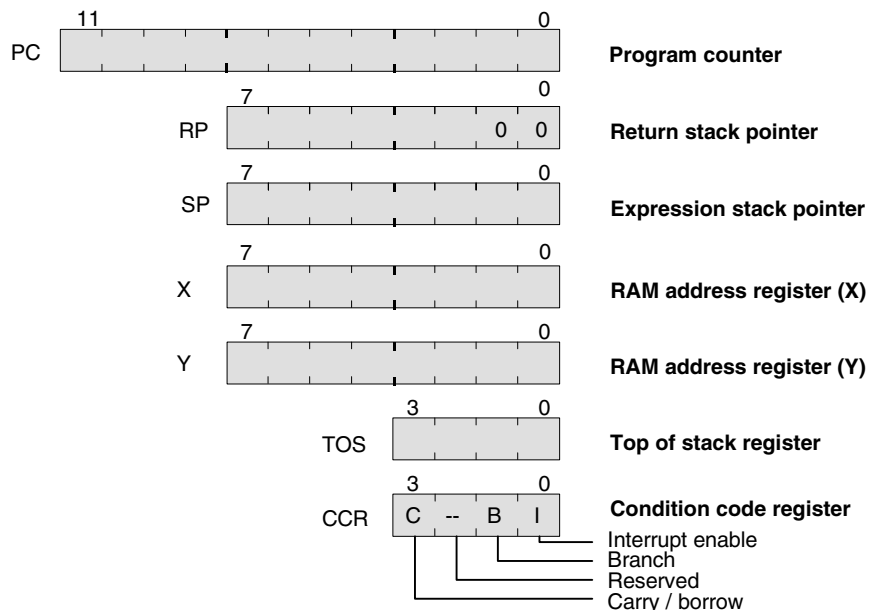 11 0
PC Program counter
7 0
RP 0 0 Return stack pointer
7 0
SP Expression stack pointer
7 0
X RAM address register (X)
7 0
Y RAM address register (Y)
3 0
TOS Top of stack register
3 0
CCR C -- B I Condition code register
Interrupt enable
Branch
Reserved
Carry / borrow